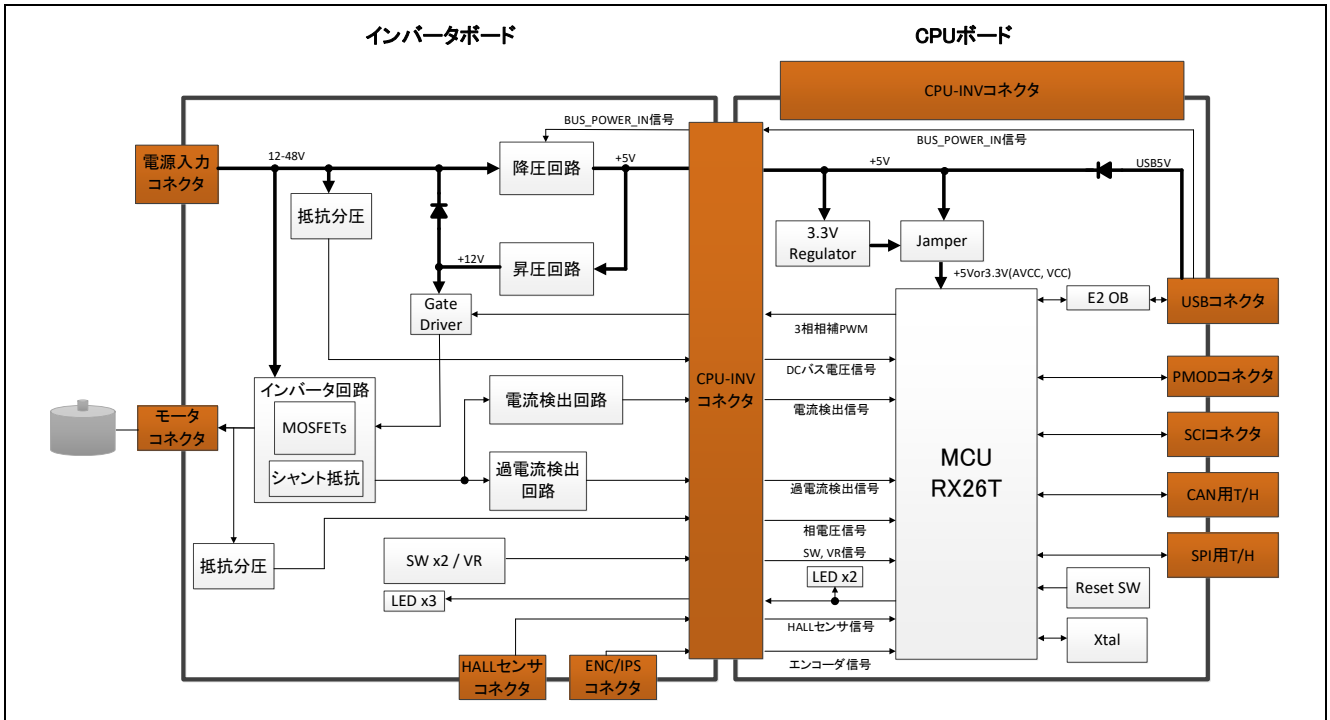 インバータボード
CPUボード
CPU-INVコネクタ
BUS_POWER_IN信号
BUS_POWER_IN信号
電源入力
コネクタ
12-48V
降圧回路
+5V
+5V
USB5V
抵抗分圧
3.3V
Regulator
Jamper
+12V
昇圧回路
+5Vor3.3V(AVCC, VCC)
Gate
Driver
E2 OB
USBコネクタ
3相相補PWM
CPU-INV
コネクタ
DCバス電圧信号
PMODコネクタ
インバータ回路
MOSFETs
シャント抵抗
電流検出回路
電流検出信号
モータ
コネクタ
SCIコネクタ
MCU
RX26T
過電流検出
回路
過電流検出信号
CAN用T/H
相電圧信号
抵抗分圧
SW x2 / VR
SW, VR信号
SPI用T/H
LED x2
LED x3
Reset SW
HALLセンサ信号
Xtal
HALLセンサ
コネクタ
ENC/IPS
コネクタ
エンコーダ信号